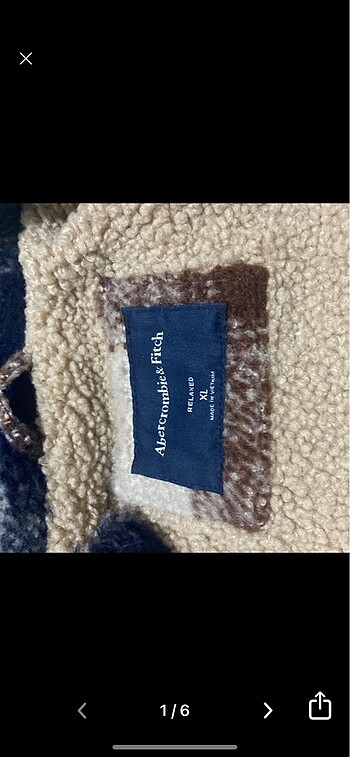 Abercrombie & Fitch
RELAXED
XL
MADE IN VIETNAM
1/6